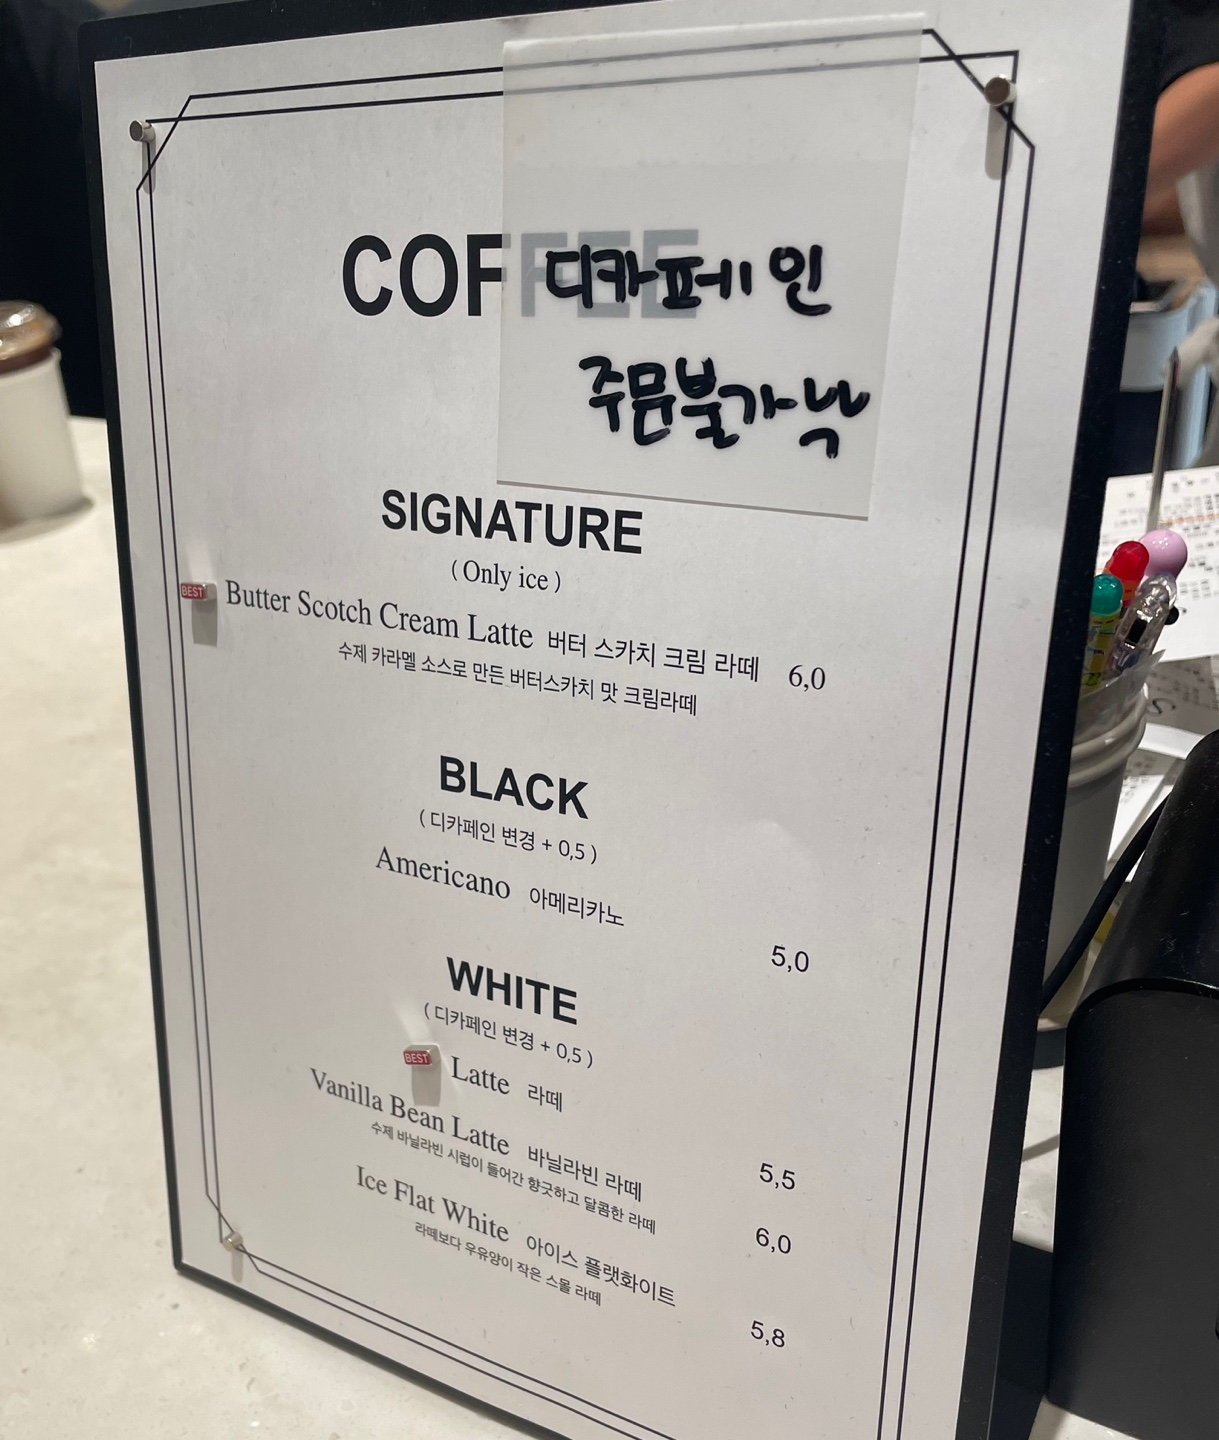 COFFEE
디카페인
주문불가능
SIGNATURE
( Only ice )
BEST Butter Scotch Cream Latte 버터 스카치 크림 라떼 6,0
수제 카라멜 소스로 만든 버터스카치 맛 크림라떼
BLACK
( 디카페인 변경 + 0,5 )
Americano 아메리카노 5,0
WHITE
( 디카페인 변경 + 0,5 )
BEST Latte 라떼 5,5
Vanilla Bean Latte 바닐라빈 라떼 6,0
수제 바닐라빈 시럽이 들어간 향긋하고 달콤한 라떼
Ice Flat White 아이스 플랫화이트 5,8
라떼보다 우유양이 작은 스몰 라떼